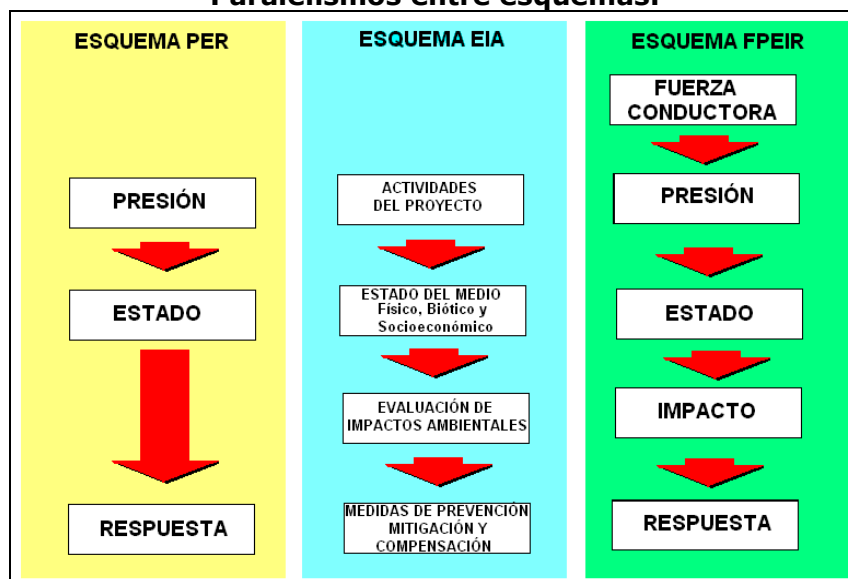 Paralelismos entre esquemas.
ESQUEMA PER
PRESIÓN
ESTADO
RESPUESTA
ESQUEMA EIA
ACTIVIDADES
DEL PROYECTO
ESTADO DEL MEDIO
Físico, Biótico y
Socioeconómico
EVALUACIÓN DE
IMPACTOS AMBIENTALES
MEDIDAS DE PREVENCIÓN
MITIGACIÓN Y
COMPENSACIÓN
ESQUEMA FPEIR
FUERZA
CONDUCTORA
PRESIÓN
ESTADO
IMPACTO
RESPUESTA